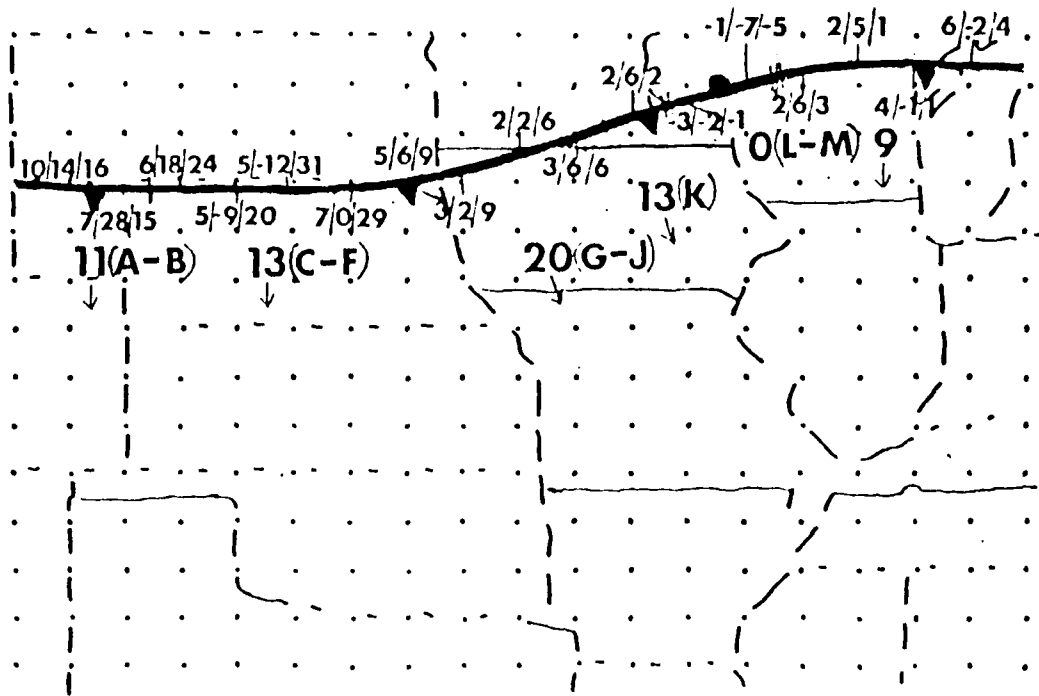 -1/-7/-5 2/5/1 6/-2/4
2/6/2
2/2/6 -3/-2/-1 2/6/3 4/-1/1
10/14/16 6/18/24 5/-12/31 5/6/9 3/6/6 0(L-M) 9
7/28/15 5/-9/20 7/0/29 3/2/9 13(K)
11(A-B) 13(C-F) 20(G-J)